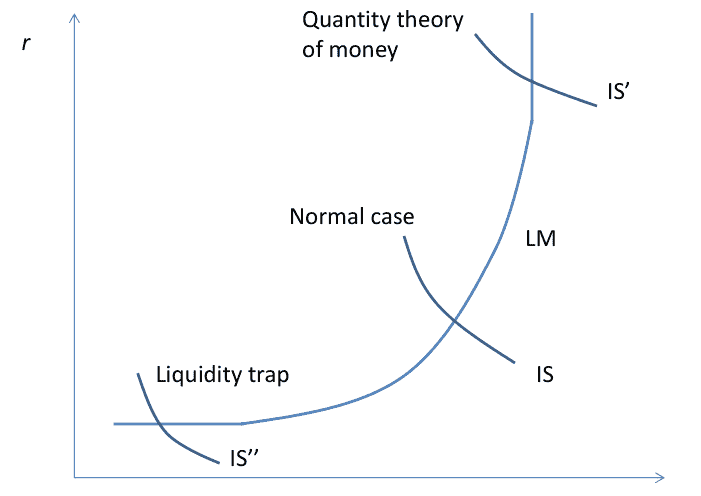 Quantity theory
of money
r
IS′
Normal case
LM
Liquidity trap
IS
IS′′